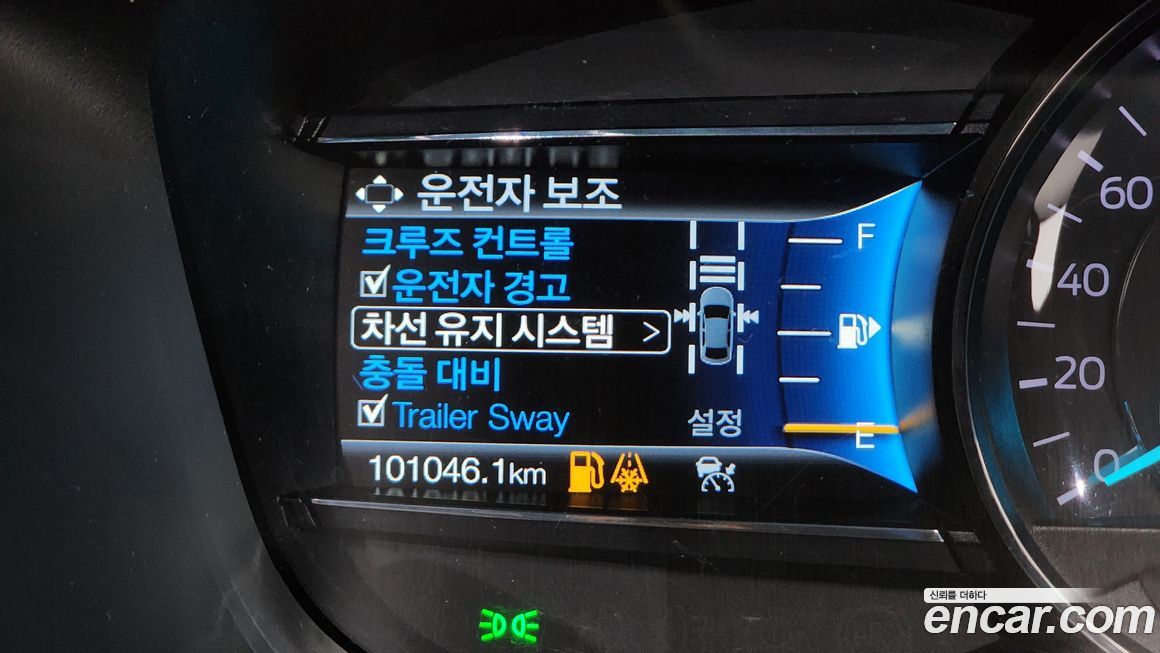 운전자 보조
크루즈 컨트롤
운전자 경고
차선 유지 시스템 >
충돌 대비
Trailer Sway
설정
101046.1km
F
E
60
40
20
0
신뢰를 더하다
encar.com